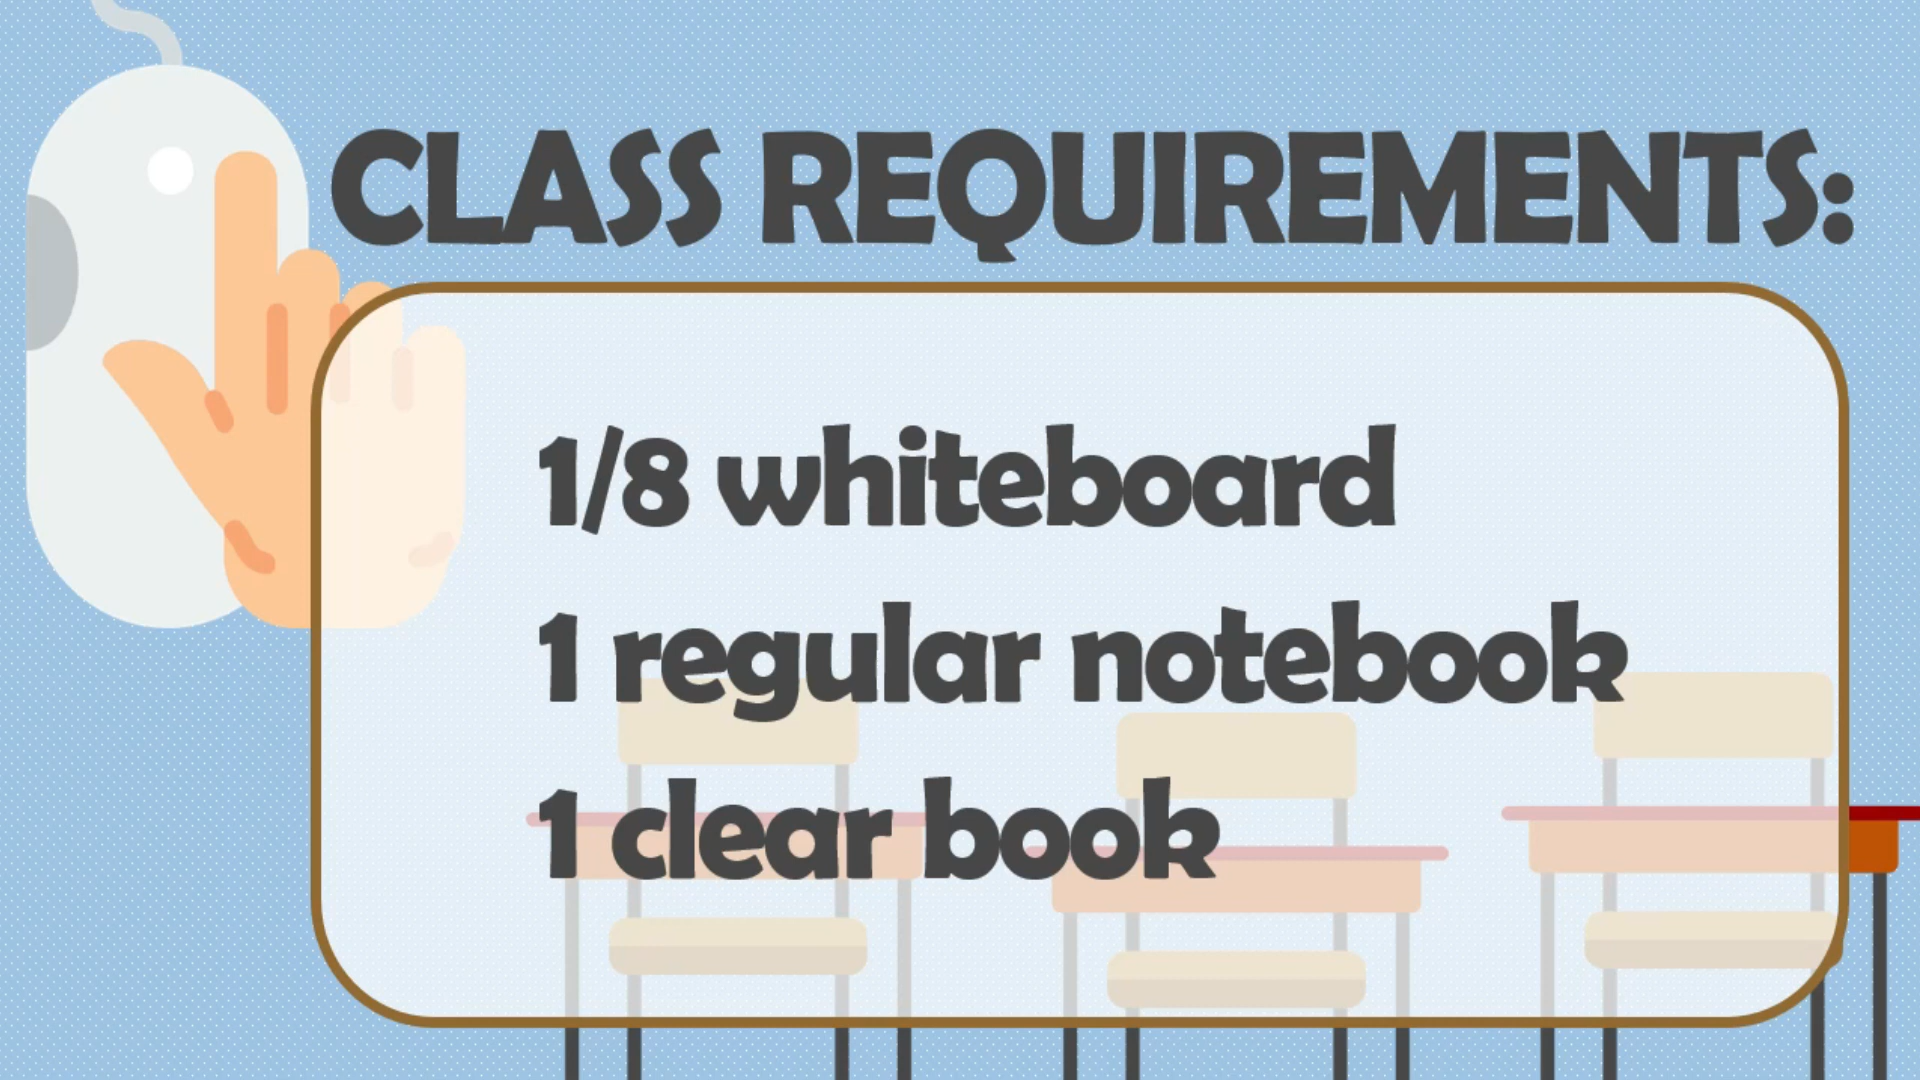 CLASS REQUIREMENTS:
1/8 whiteboard
1 regular notebook
1 clear book